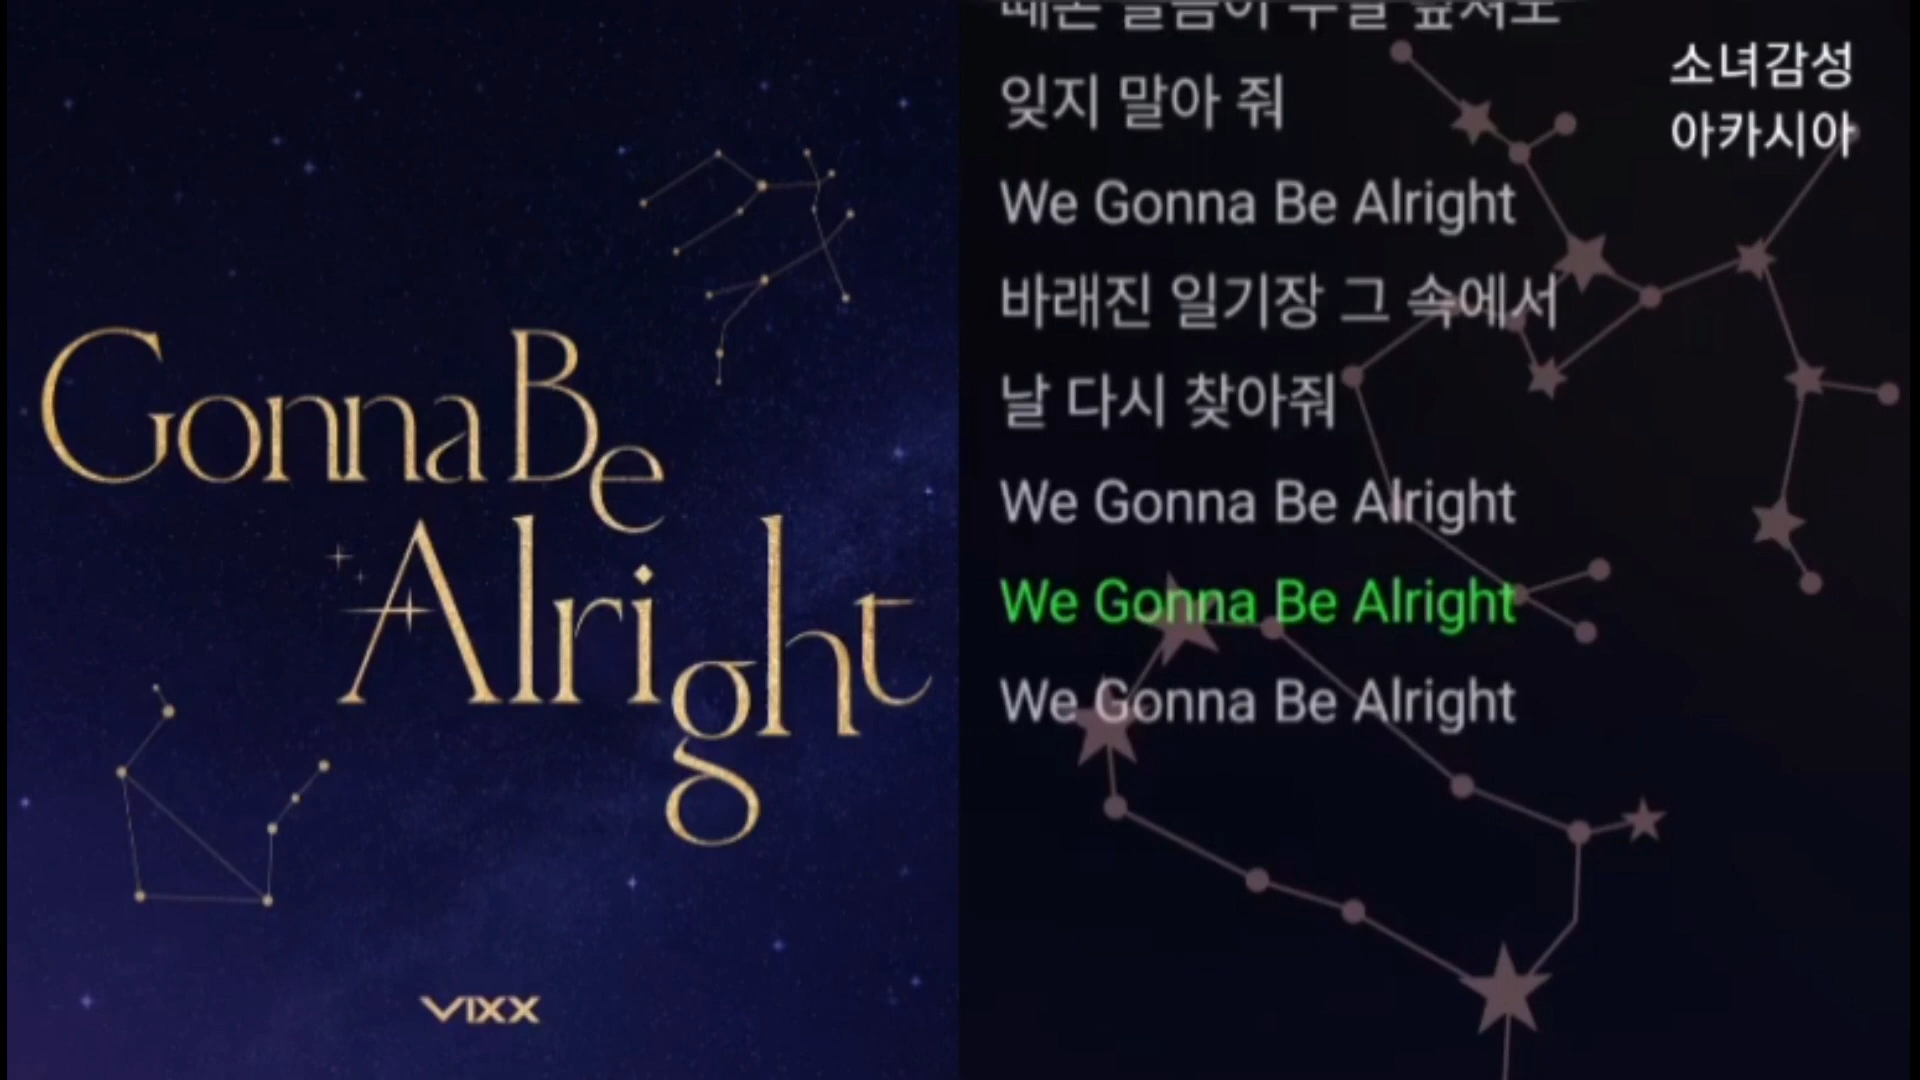 Gonna Be
Alright
VIXX
소녀감성
아카시아
잊지 말아 줘
We Gonna Be Alright
바래진 일기장 그 속에서
날 다시 찾아줘
We Gonna Be Alright
We Gonna Be Alright
We Gonna Be Alright